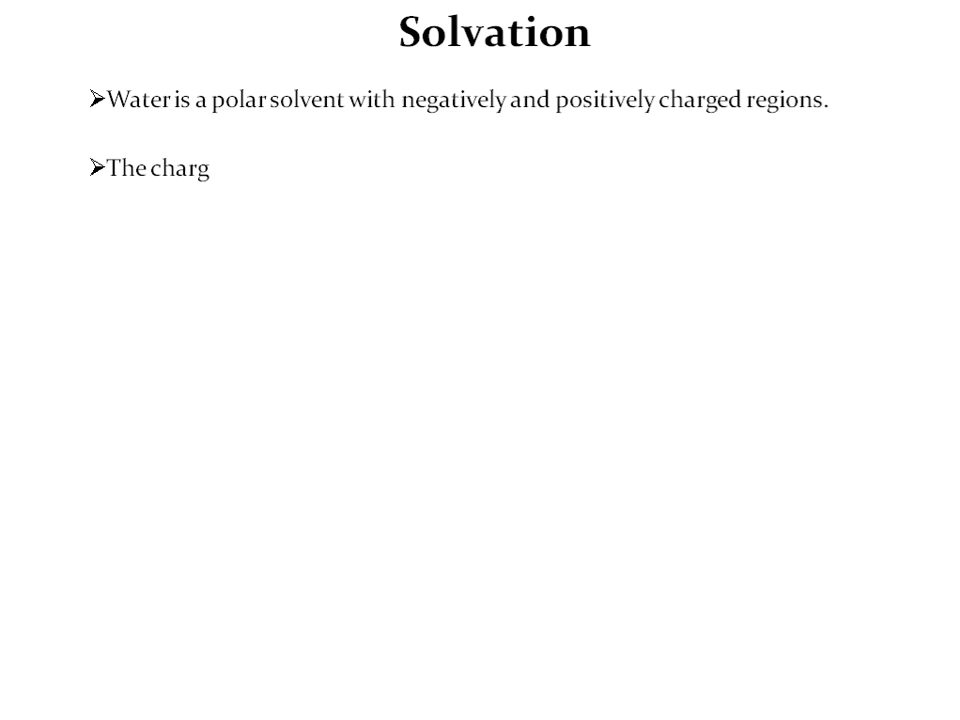 Solvation
➢Water is a polar solvent with negatively and positively charged regions.
➢The charg